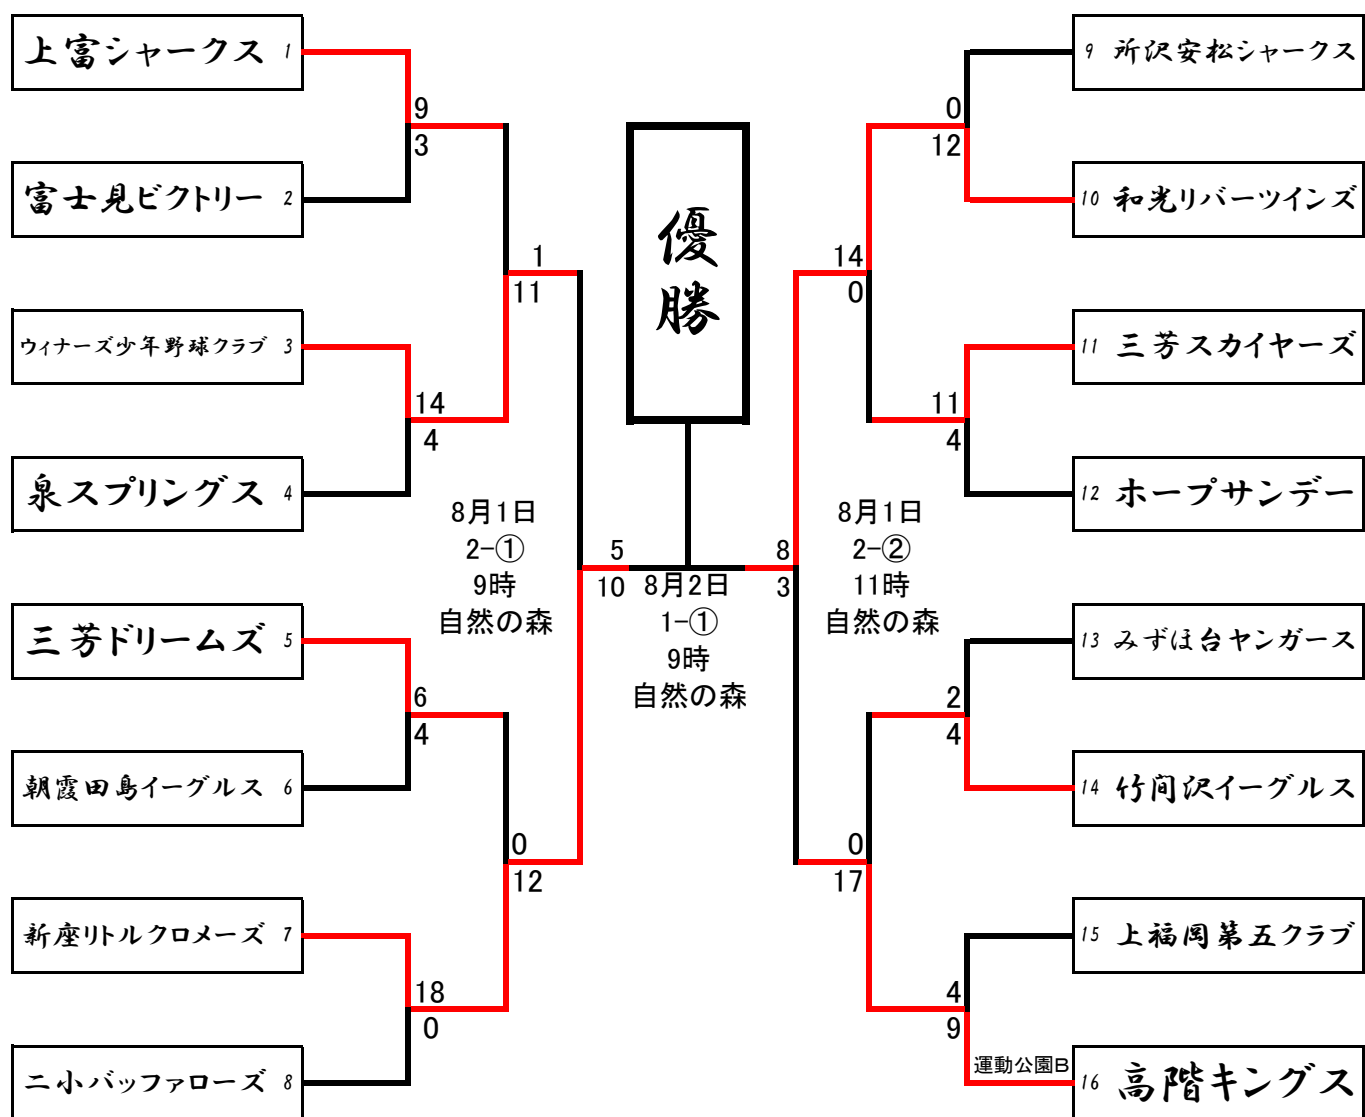 上富シャークス 1
9
3
富士見ビクトリー 2
1
11
ウィナーズ少年野球クラブ 3
14
4
泉スプリングス 4
8月1日
2-①
9時
自然の森
5
10
三芳ドリームズ 5
6
4
朝霞田島イーグルス 6
0
12
新座リトルクロメーズ 7
18
0
二小バッファローズ 8
優勝
8月2日
1-①
9時
自然の森
9 所沢安松シャークス
0
12
10 和光リバーツインズ
14
0
11 三芳スカイヤーズ
11
4
12 ホープサンデー
8月1日
2-②
11時
自然の森
8
3
13 みずほ台ヤンガース
2
4
14 竹間沢イーグルス
0
17
15 上福岡第五クラブ
4
9
運動公園B
16 高階キングス